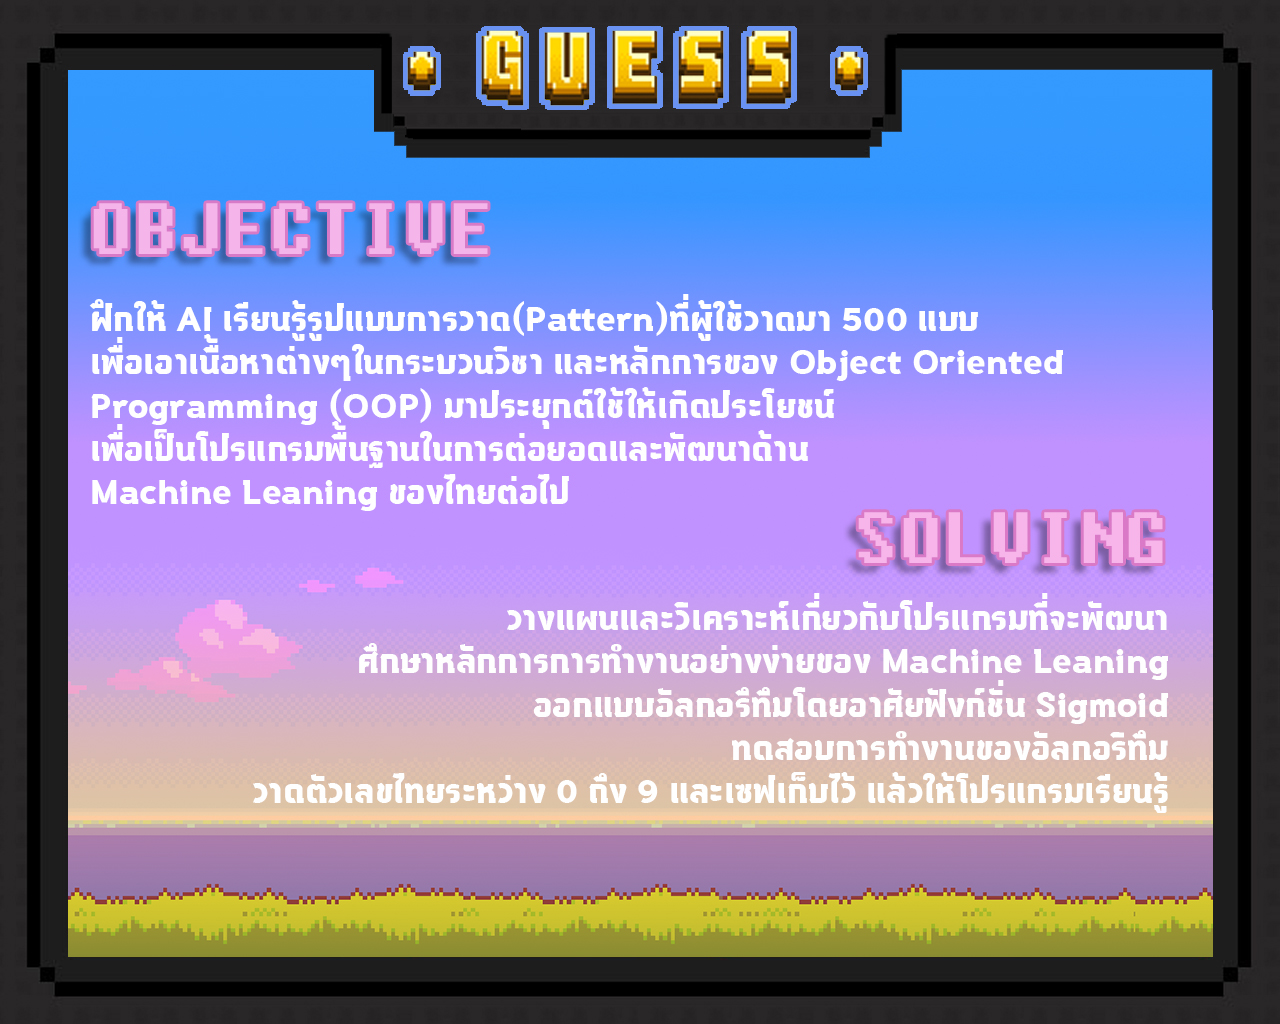 • GUESS •
OBJECTIVE
ฝึกให้ AI เรียนรู้รูปแบบการวาด(Pattern)ที่ผู้ใช้วาดมา 500 แบบ
เพื่อเอาเนื้อหาต่างๆในกระบวนวิชา และหลักการของ Object Oriented
Programming (OOP) มาประยุกต์ใช้ให้เกิดประโยชน์
เพื่อเป็นโปรแกรมพื้นฐานในการต่อยอดและพัฒนาด้าน
Machine Leaning ของไทยต่อไป
SOLVING
วางแผนและวิเคราะห์เกี่ยวกับโปรแกรมที่จะพัฒนา
ศึกษาหลักการการทำงานอย่างง่ายของ Machine Leaning
ออกแบบอัลกอริทึมโดยอาศัยฟังก์ชั่น Sigmoid
ทดสอบการทำงานของอัลกอริทึม
วาดตัวเลขไทยระหว่าง 0 ถึง 9 และเซฟเก็บไว้ แล้วให้โปรแกรมเรียนรู้